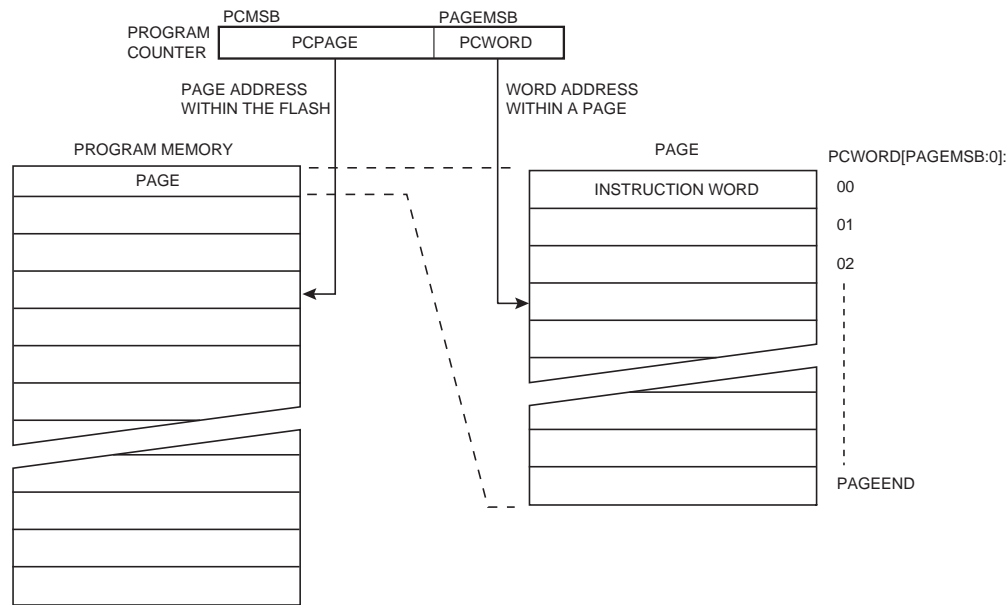 PCMSB
PAGEMSB
PROGRAM
COUNTER
PCPAGE
PCWORD
PAGE ADDRESS
WITHIN THE FLASH
WORD ADDRESS
WITHIN A PAGE
PROGRAM MEMORY
PAGE
PAGE
PCWORD[PAGEMSB:0]:
INSTRUCTION WORD
00
01
02
PAGEEND